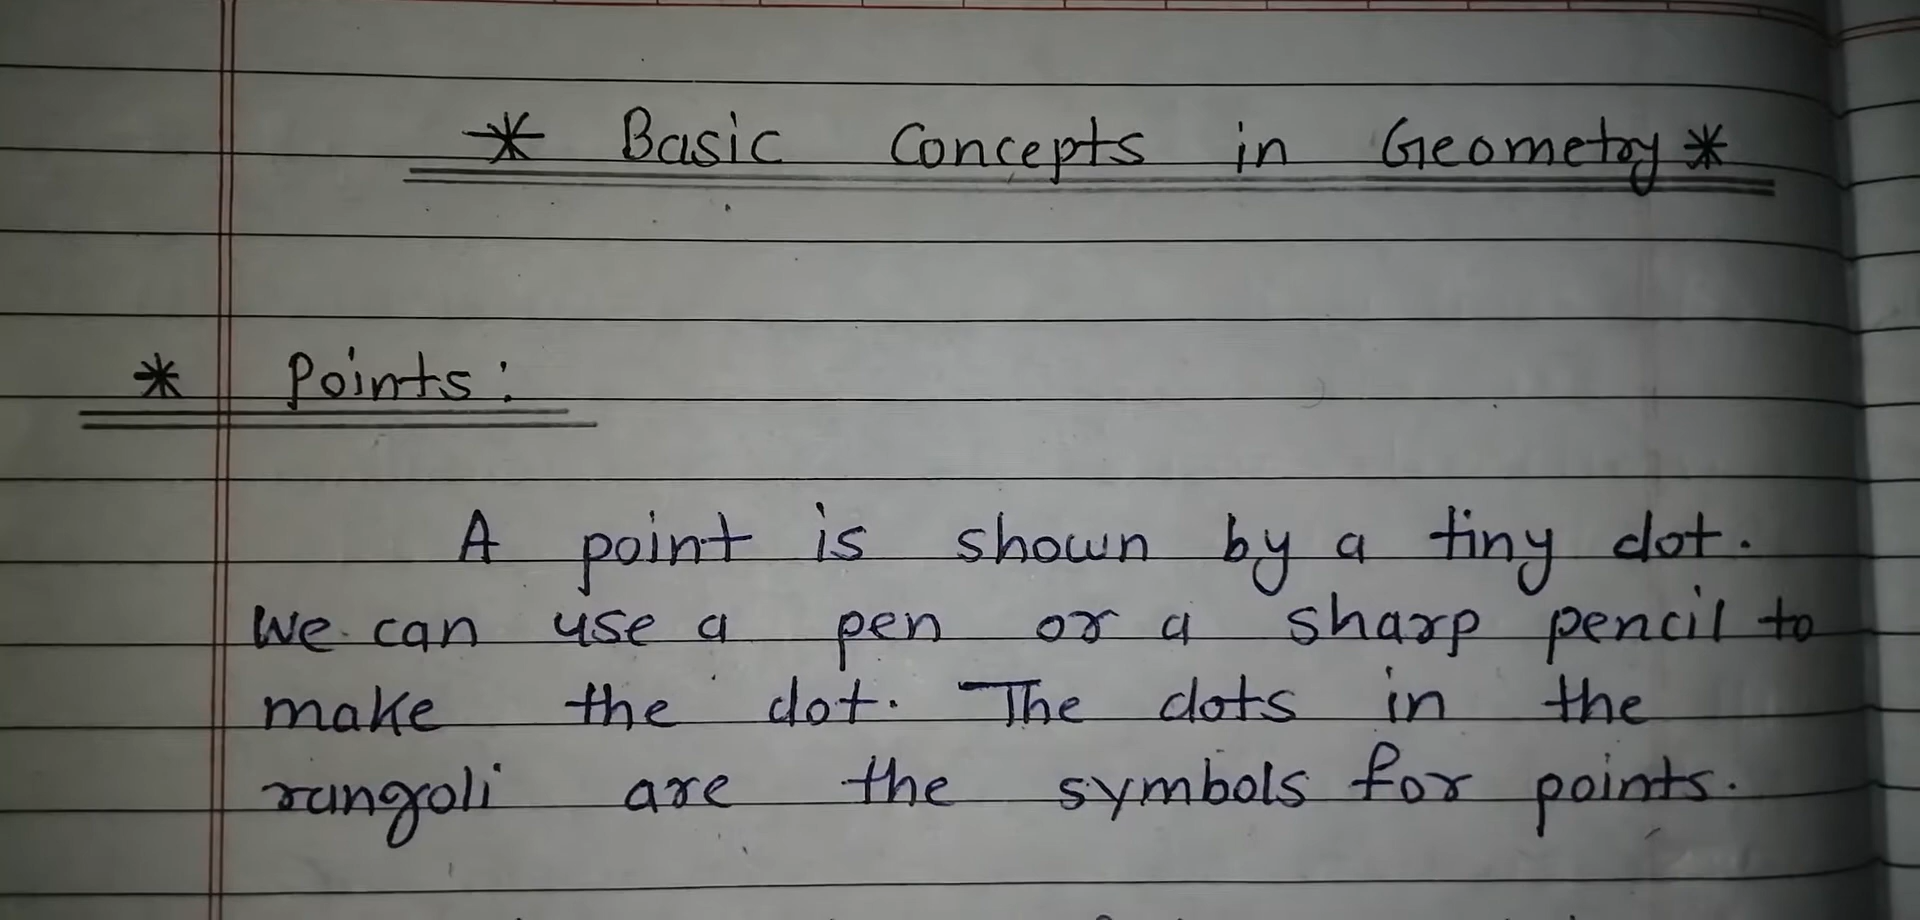 * Basic Concepts in Geometry *
* Points:
A point is shown by a tiny dot.
We can use a pen or a sharp pencil to
make the dot. The dots in the
rangoli are the symbols for points.